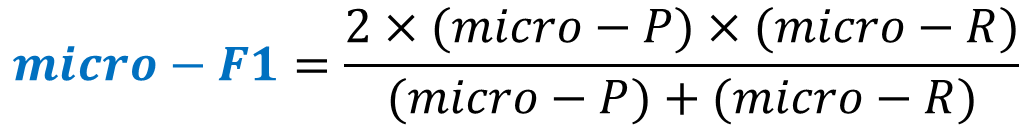 micro − F1 = 2 × (micro − P) × (micro − R)
(micro − P) + (micro − R)